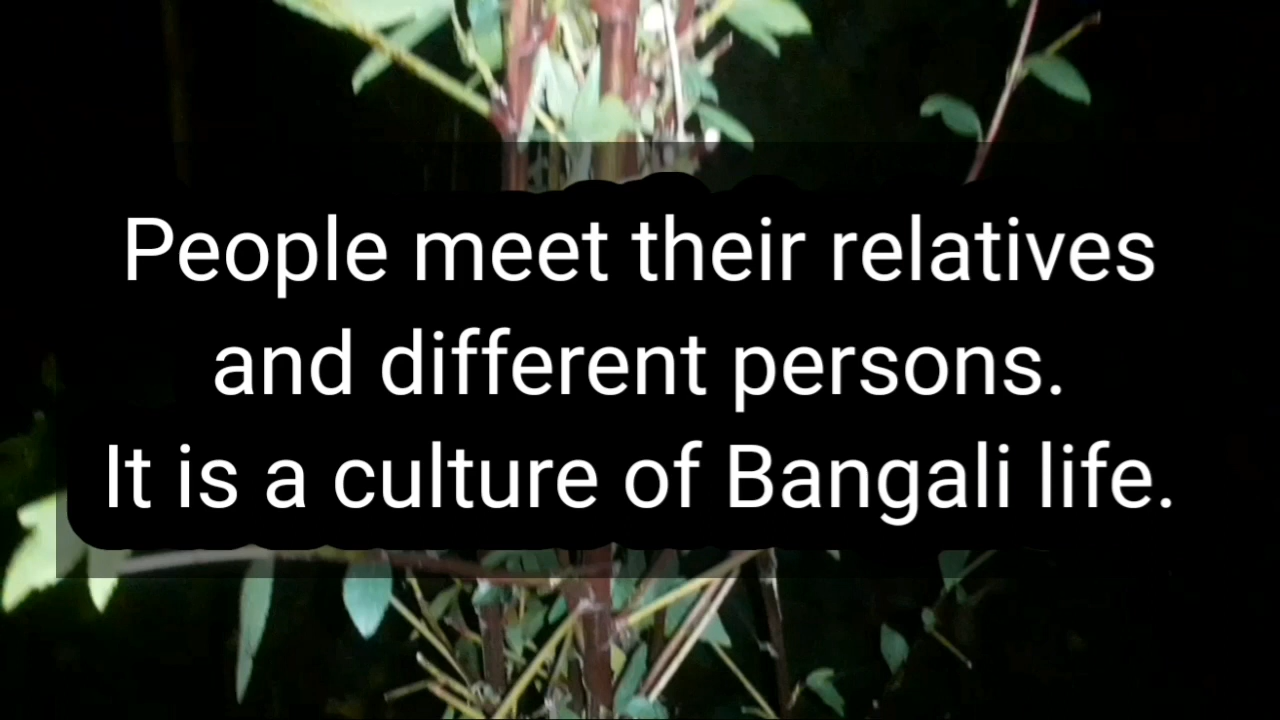 People meet their relatives
and different persons.
It is a culture of Bangali life.